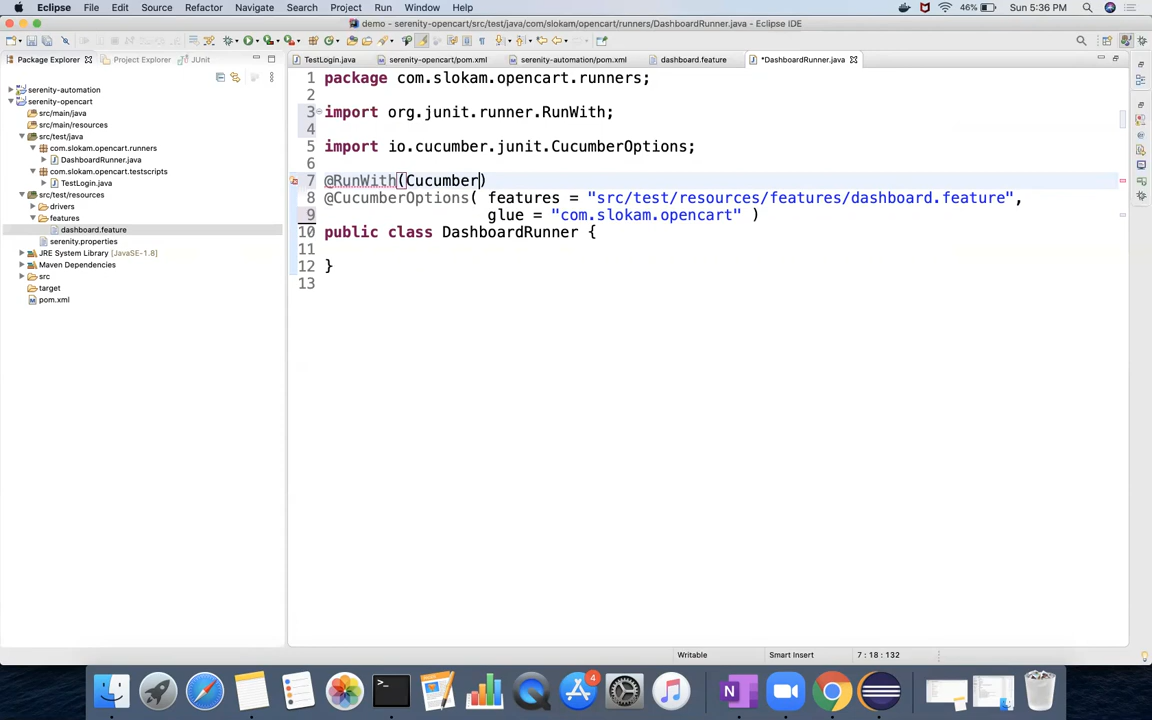 Eclipse File Edit Source Refactor Navigate Search Project Run Window Help 46% Sun 5:36 PM
demo - serenity-opencart/src/test/java/com/slokam/opencart/runners/DashboardRunner.java - Eclipse IDE
Package Explorer Project Explorer JUnit
TestLogin.java serenity-opencart/pom.xml serenity-automation/pom.xml dashboard.feature *DashboardRunner.java
serenity-automation
serenity-opencart
src/main/java
src/main/resources
src/test/java
com.slokam.opencart.runners
DashboardRunner.java
com.slokam.opencart.testscripts
TestLogin.java
src/test/resources
drivers
features
dashboard.feature
serenity.properties
JRE System Library [JavaSE-1.8]
Maven Dependencies
src
target
pom.xml
1 package com.slokam.opencart.runners;
2
3 import org.junit.runner.RunWith;
4
5 import io.cucumber.junit.CucumberOptions;
6
7 @RunWith(Cucumber)
8 @CucumberOptions( features = "src/test/resources/features/dashboard.feature",
9 glue = "com.slokam.opencart" )
10 public class DashboardRunner {
11
12 }
13
Writable Smart Insert 7 : 18 : 132
4